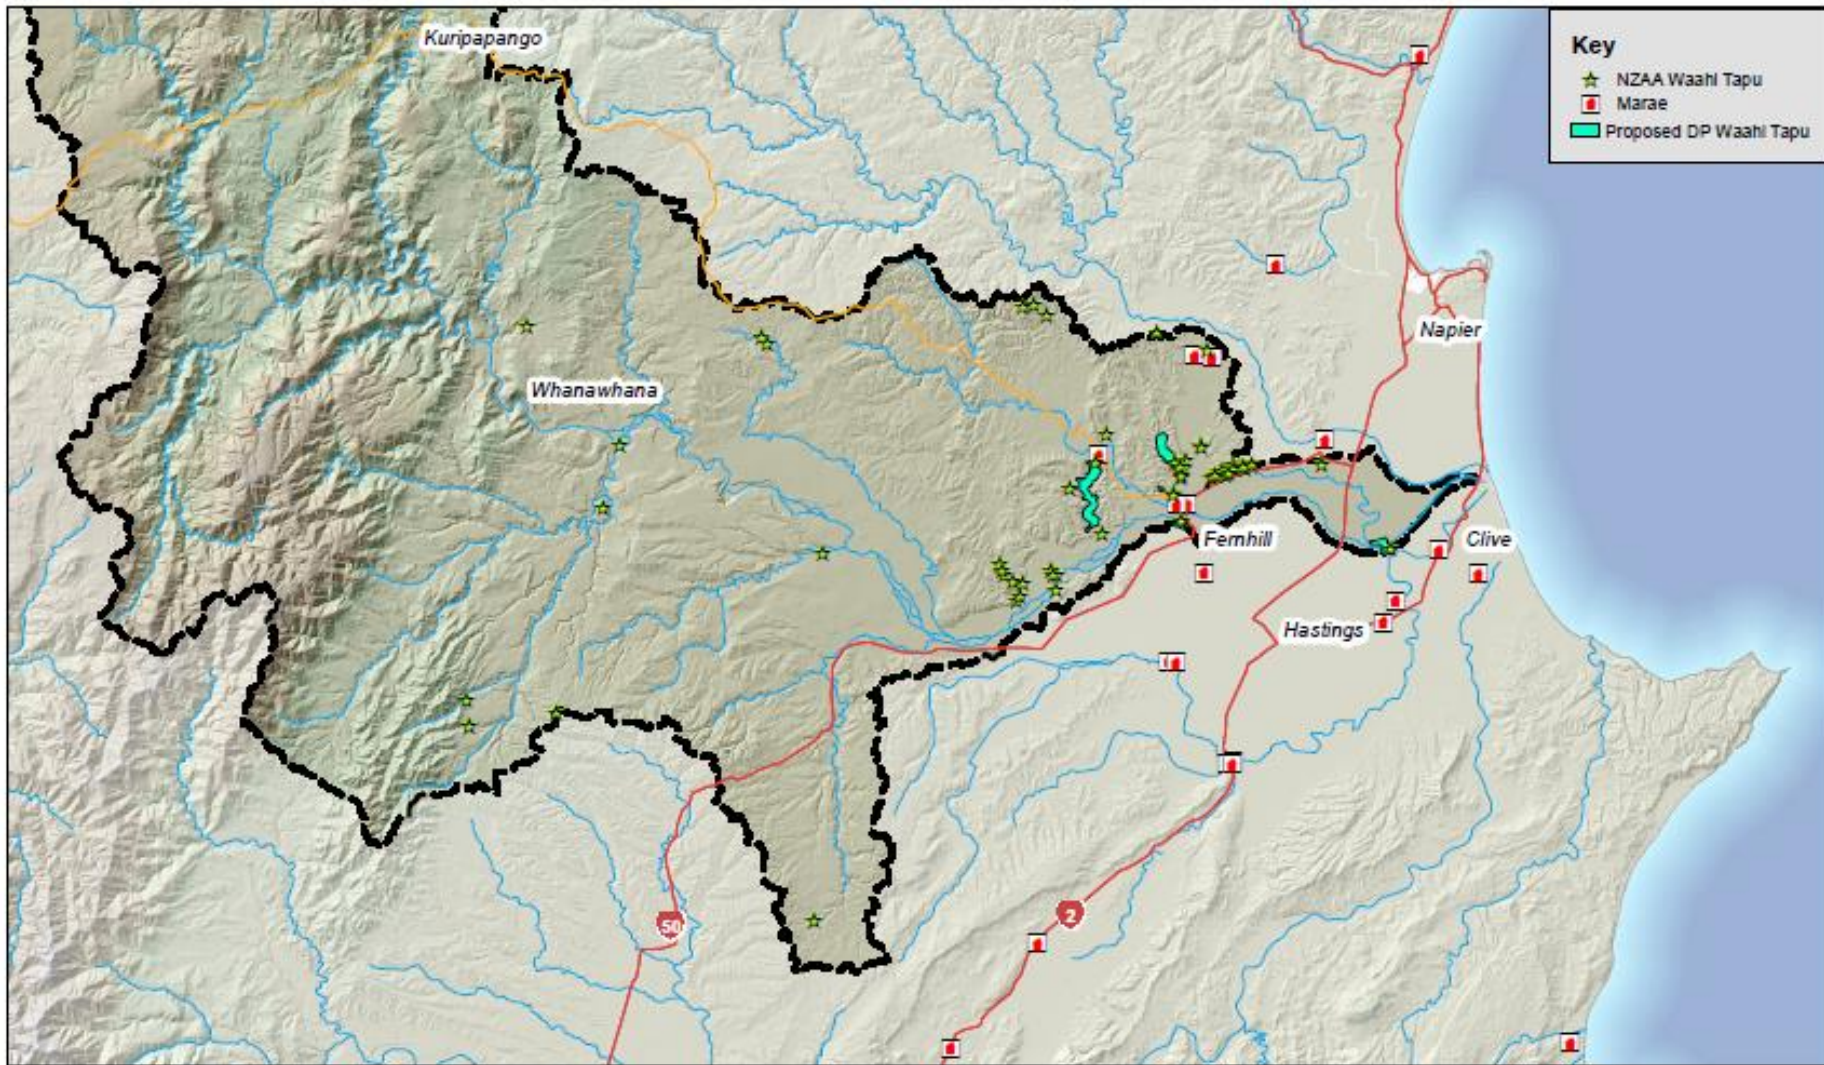 Kuripapango
Key
NZAA Waahi Tapu
Marae
Proposed DP Waahi Tapu
Napier
Whanawhana
Fernhill
Clive
Hastings
50
2